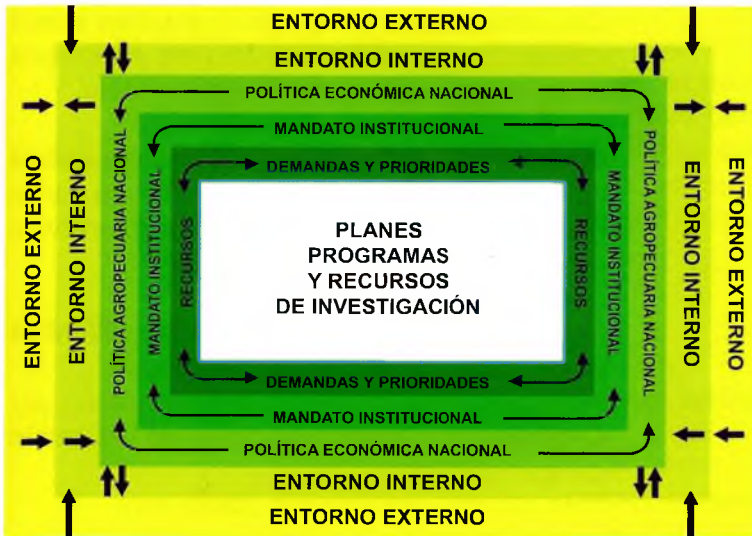 ENTORNO EXTERNO
ENTORNO INTERNO
POLÍTICA ECONÓMICA NACIONAL
MANDATO INSTITUCIONAL
DEMANDAS Y PRIORIDADES
ENTORNO EXTERNO
ENTORNO INTERNO
POLÍTICA AGROPECUARIA NACIONAL
MANDATO INSTITUCIONAL
RECURSOS
PLANES
PROGRAMAS
Y RECURSOS
DE INVESTIGACIÓN
RECURSOS
MANDATO INSTITUCIONAL
POLÍTICA AGROPECUARIA NACIONAL
ENTORNO INTERNO
ENTORNO EXTERNO
DEMANDAS Y PRIORIDADES
MANDATO INSTITUCIONAL
POLÍTICA ECONÓMICA NACIONAL
ENTORNO INTERNO
ENTORNO EXTERNO